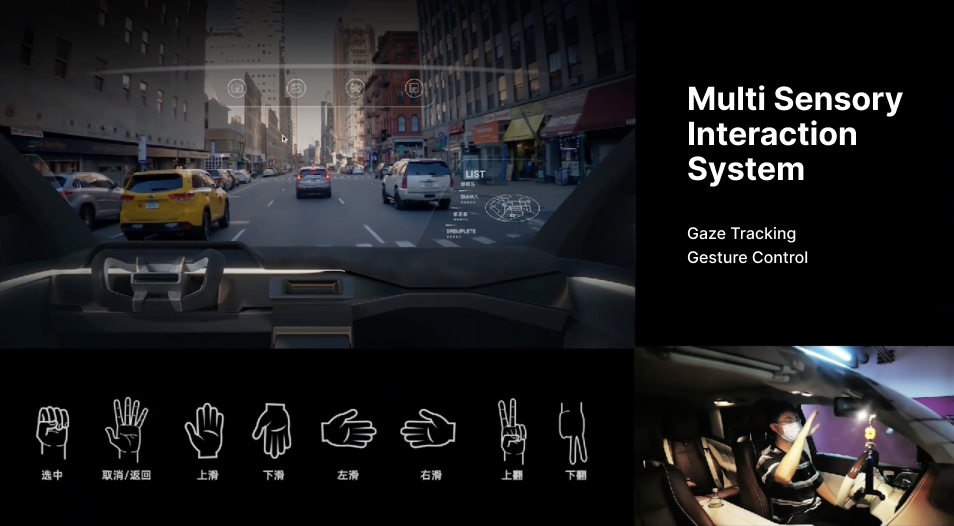 Multi Sensory
Interaction
System
Gaze Tracking
Gesture Control
LIST
选中
取消/返回
上滑
下滑
左滑
右滑
上翻
下翻